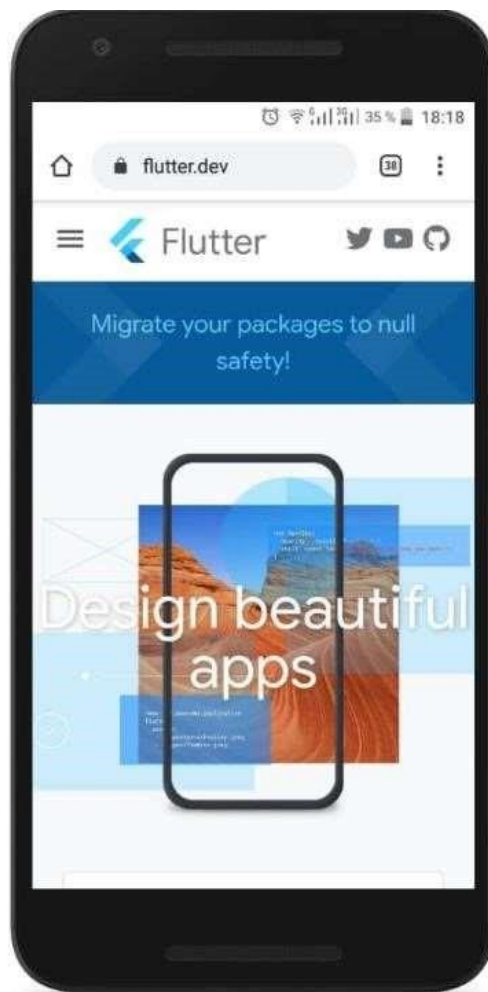 35 % 18:18
flutter.dev 38
Flutter
Migrate your packages to null
safety!
Design beautiful
apps